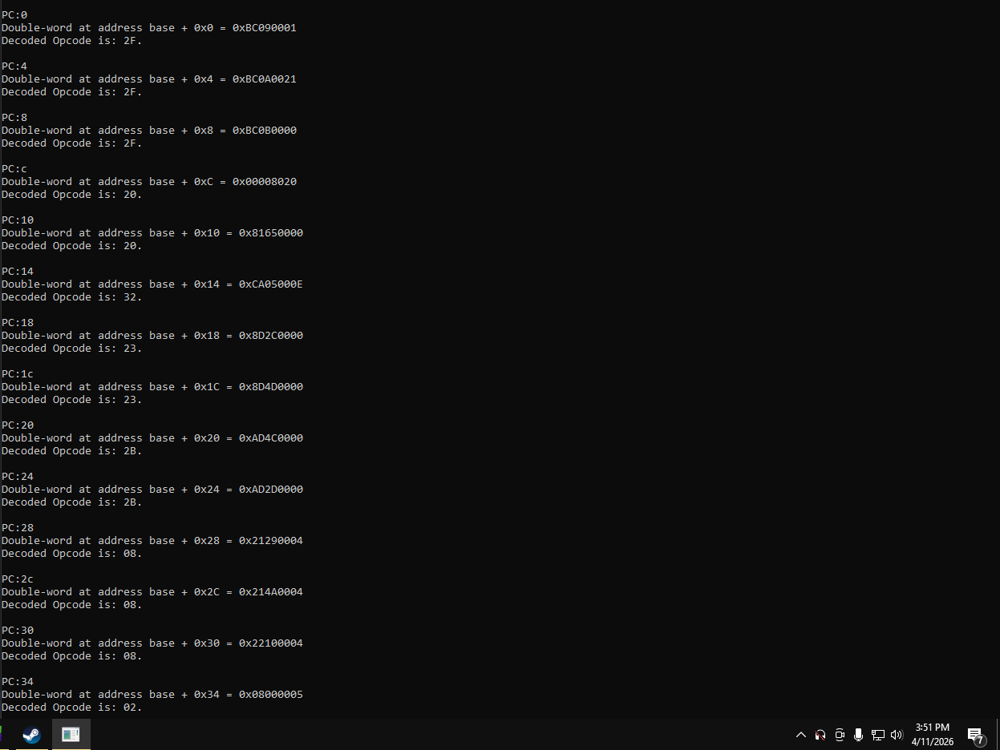 PC:0
Double-word at address base + 0x0 = 0xBC090001
Decoded Opcode is: 2F.
PC:4
Double-word at address base + 0x4 = 0xBC0A0021
Decoded Opcode is: 2F.
PC:8
Double-word at address base + 0x8 = 0xBC0B0000
Decoded Opcode is: 2F.
PC:c
Double-word at address base + 0xC = 0x00008020
Decoded Opcode is: 20.
PC:10
Double-word at address base + 0x10 = 0x81650000
Decoded Opcode is: 20.
PC:14
Double-word at address base + 0x14 = 0xCA05000E
Decoded Opcode is: 32.
PC:18
Double-word at address base + 0x18 = 0x8D2C0000
Decoded Opcode is: 23.
PC:1c
Double-word at address base + 0x1C = 0x8D4D0000
Decoded Opcode is: 23.
PC:20
Double-word at address base + 0x20 = 0xAD4C0000
Decoded Opcode is: 2B.
PC:24
Double-word at address base + 0x24 = 0xAD2D0000
Decoded Opcode is: 2B.
PC:28
Double-word at address base + 0x28 = 0x21290004
Decoded Opcode is: 08.
PC:2c
Double-word at address base + 0x2C = 0x214A0004
Decoded Opcode is: 08.
PC:30
Double-word at address base + 0x30 = 0x22100004
Decoded Opcode is: 08.
PC:34
Double-word at address base + 0x34 = 0x08000005
Decoded Opcode is: 02.
3:51 PM
4/11/2026
7